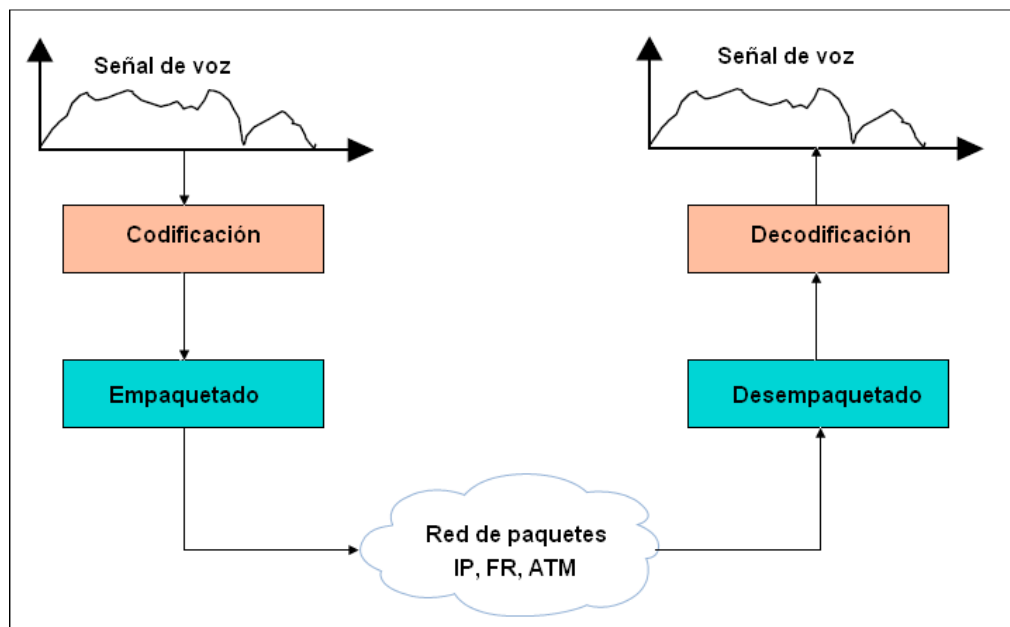 Señal de voz
Codificación
Empaquetado
Red de paquetes
IP, FR, ATM
Señal de voz
Decodificación
Desempaquetado